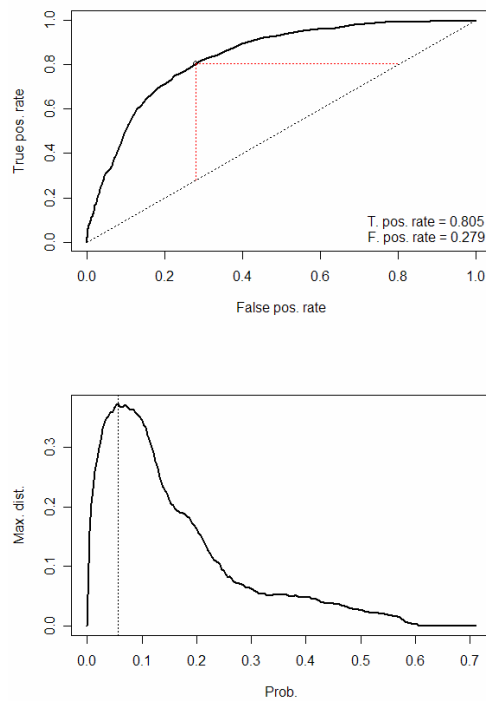 True pos. rate
1.0
0.8
0.6
0.4
0.2
0.0
T. pos. rate = 0.805
F. pos. rate = 0.279
0.0 0.2 0.4 0.6 0.8 1.0
False pos. rate
Max. dist.
0.3
0.2
0.1
0.0
0.0 0.1 0.2 0.3 0.4 0.5 0.6 0.7
Prob.